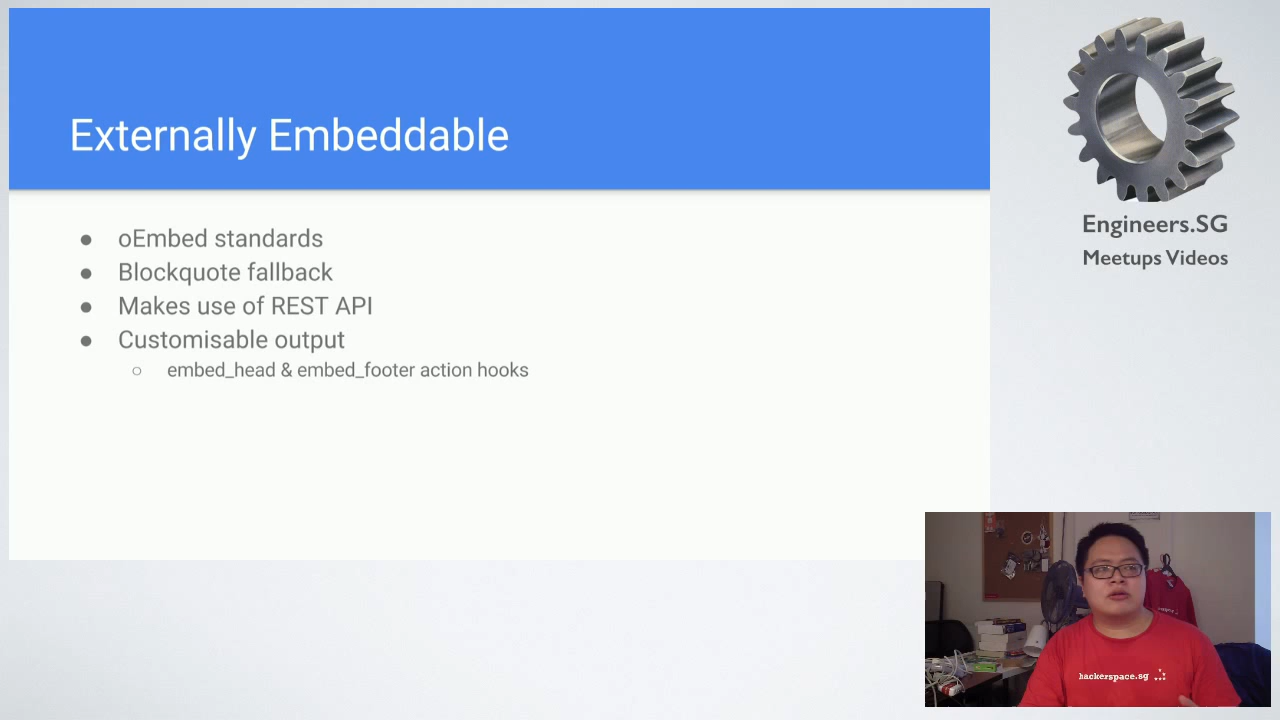 Externally Embeddable
● oEmbed standards
● Blockquote fallback
● Makes use of REST API
● Customisable output
○ embed_head & embed_footer action hooks
Engineers.SG
Meetups Videos
hackerspace.sg